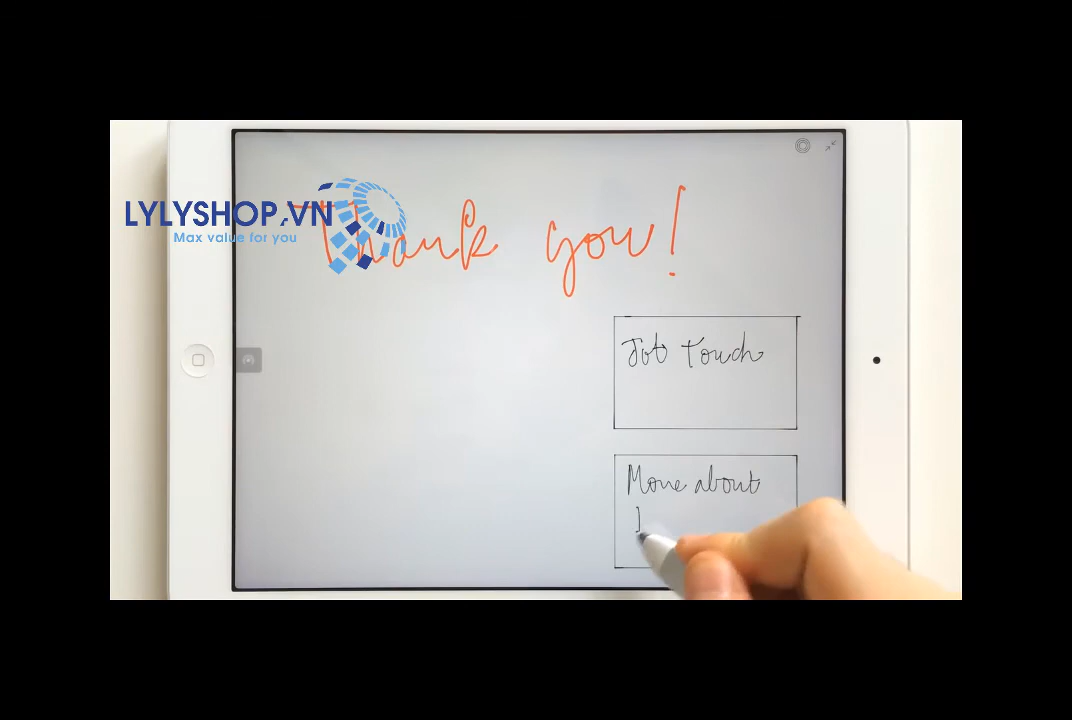 LYLYSHOP.VN
Max value for you
Thank you!
Jot Touch
More about